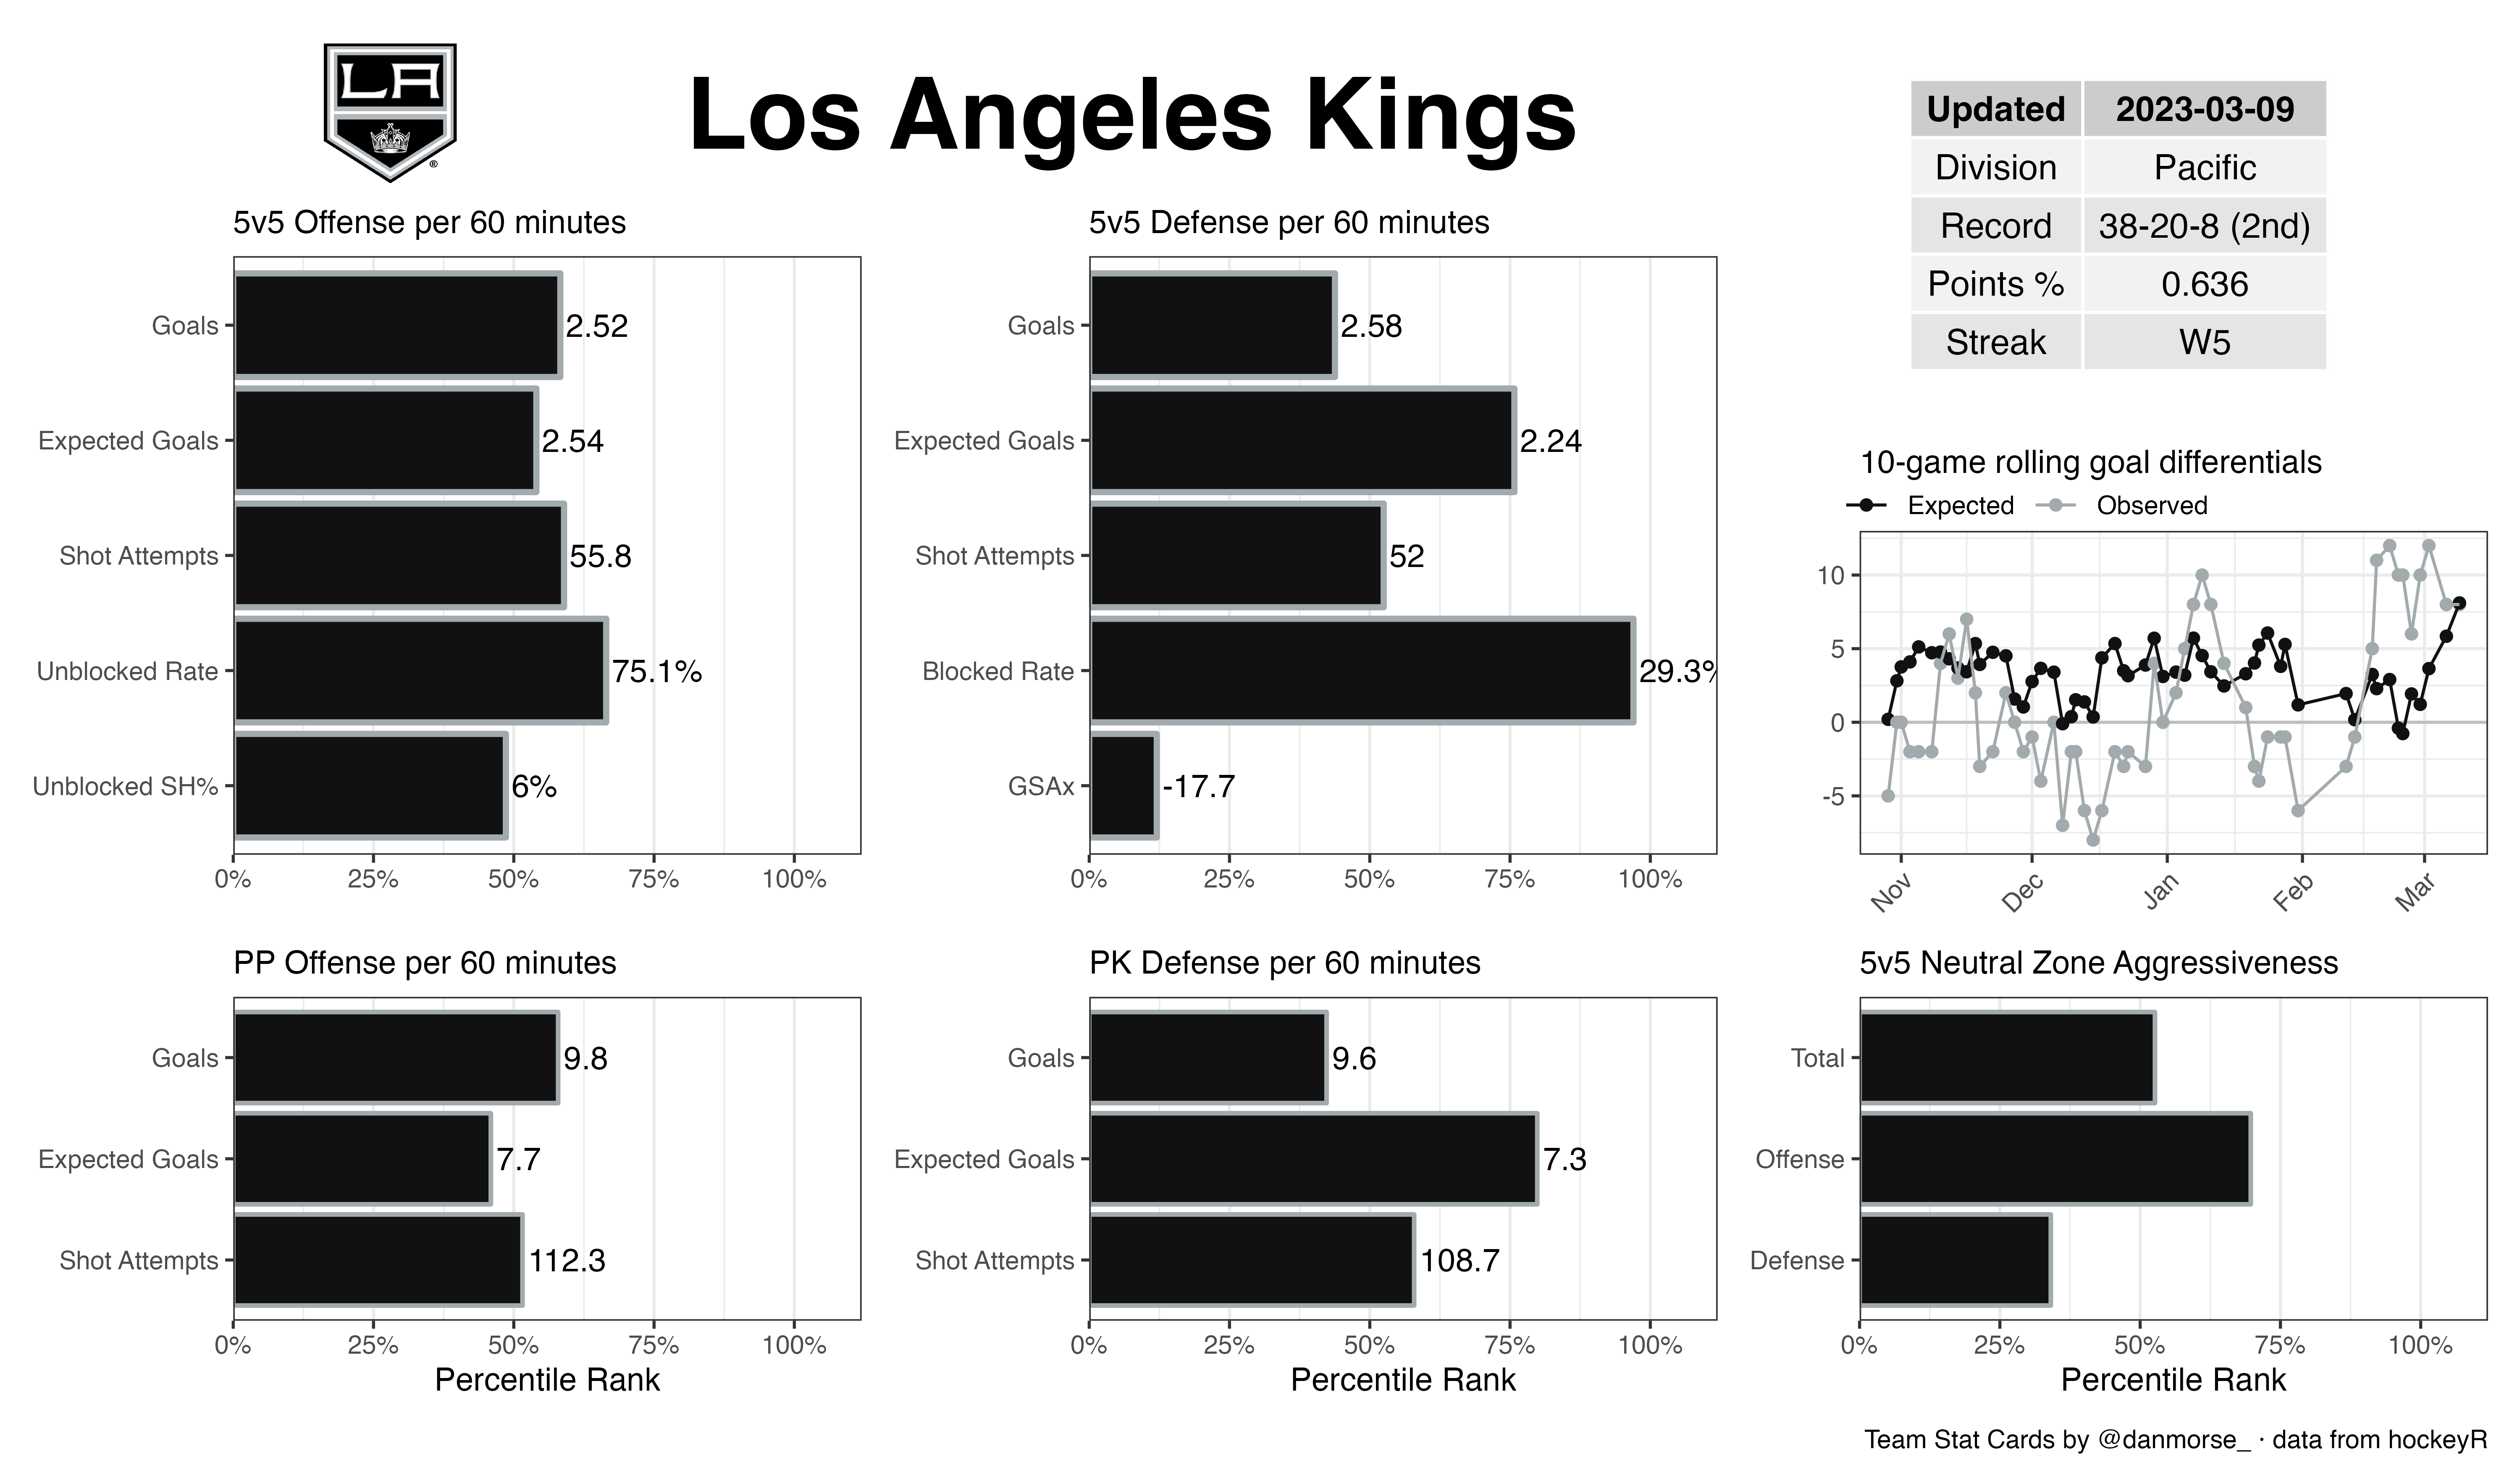 LA
®
Los Angeles Kings
Updated 2023-03-09
Division Pacific
Record 38-20-8 (2nd)
Points % 0.636
Streak W5
5v5 Offense per 60 minutes
Goals 2.52
Expected Goals 2.54
Shot Attempts 55.8
Unblocked Rate 75.1%
Unblocked SH% 6%
0% 25% 50% 75% 100%
5v5 Defense per 60 minutes
Goals 2.58
Expected Goals 2.24
Shot Attempts 52
Blocked Rate 29.3%
GSAx -17.7
0% 25% 50% 75% 100%
10-game rolling goal differentials
Expected Observed
10
5
0
-5
Nov Dec Jan Feb Mar
PP Offense per 60 minutes
Goals 9.8
Expected Goals 7.7
Shot Attempts 112.3
0% 25% 50% 75% 100%
Percentile Rank
PK Defense per 60 minutes
Goals 9.6
Expected Goals 7.3
Shot Attempts 108.7
0% 25% 50% 75% 100%
Percentile Rank
5v5 Neutral Zone Aggressiveness
Total
Offense
Defense
0% 25% 50% 75% 100%
Percentile Rank
Team Stat Cards by @danmorse_ · data from hockeyR